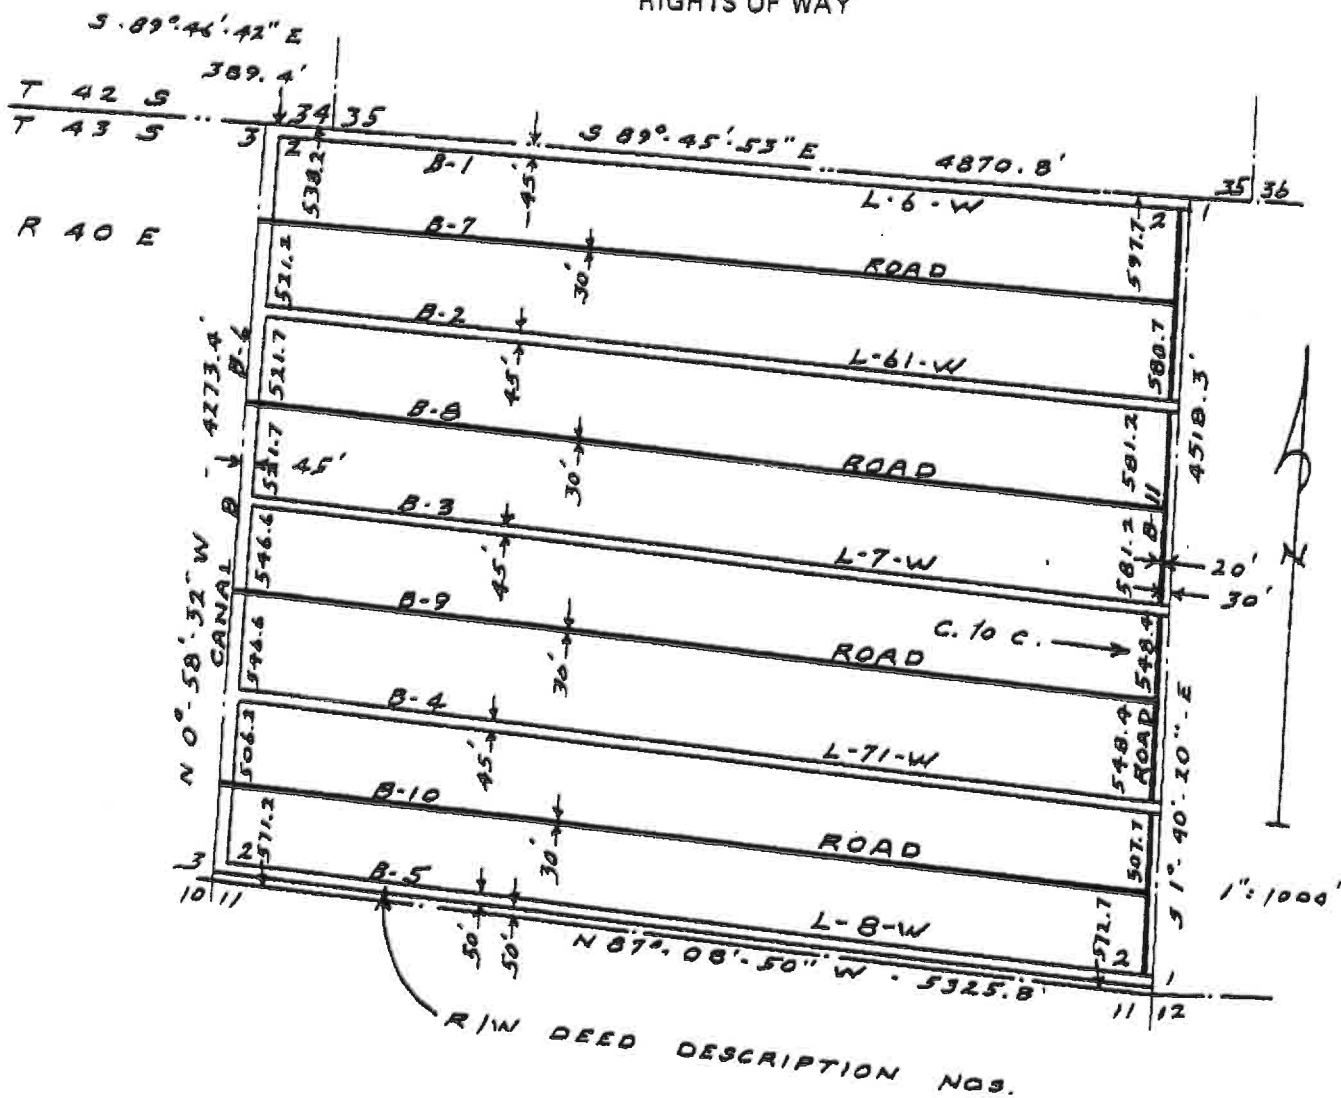 RIGHTS OF WAY
S. 89°-46'-42" E
389.4'
T 42 S
T 43 S
R 40 E
3
34 35
2
S 89°-45'-53" E
4870.8'
35 36
B-1
45'
L-6-W
2
1
538.2
597.7
B-7
30'
ROAD
521.2
580.7
B-2
45'
L-61-W
521.7
581.2
4518.3'
B-6
N 0°-58'-32" W - 4273.4'
CANAL
B-8
30'
ROAD
521.7
45'
581.2
B 11
B-3
45'
L-7-W
20'
30'
546.6
548.4
B-9
30'
ROAD
C. to C.
546.6
548.4
ROAD
B-4
45'
L-71-W
506.2
507.7
S 1°-40'-20"-E
B-10
30'
ROAD
571.2
572.7
1":1000'
3
2
10 11
B-5
50'
50'
L-8-W
2
1
N 87°-08'-50" W - 5325.8'
11 12
N
R/W DEED DESCRIPTION NOS.